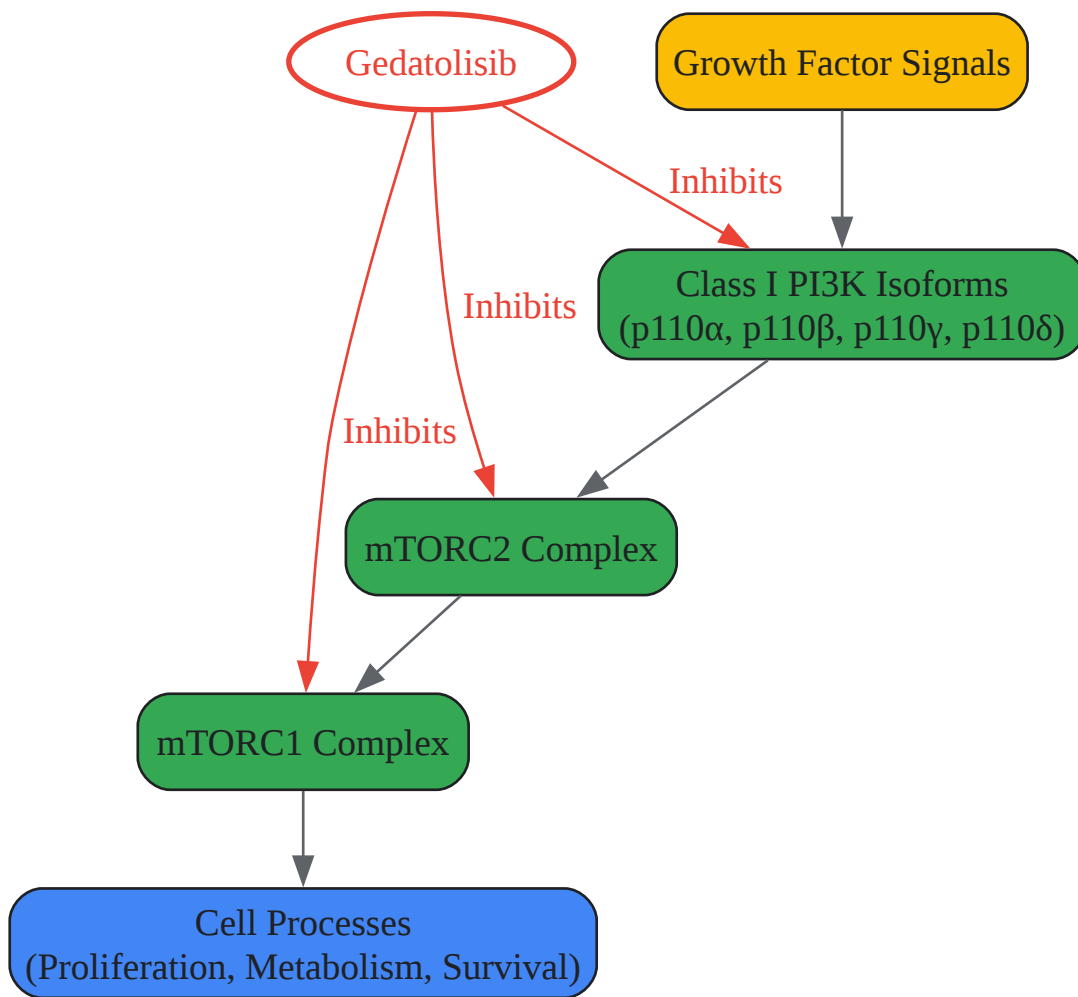 Gedatolisib
Growth Factor Signals
Inhibits
Class I PI3K Isoforms
(p110α, p110β, p110γ, p110δ)
Inhibits
Inhibits
mTORC2 Complex
mTORC1 Complex
Cell Processes
(Proliferation, Metabolism, Survival)